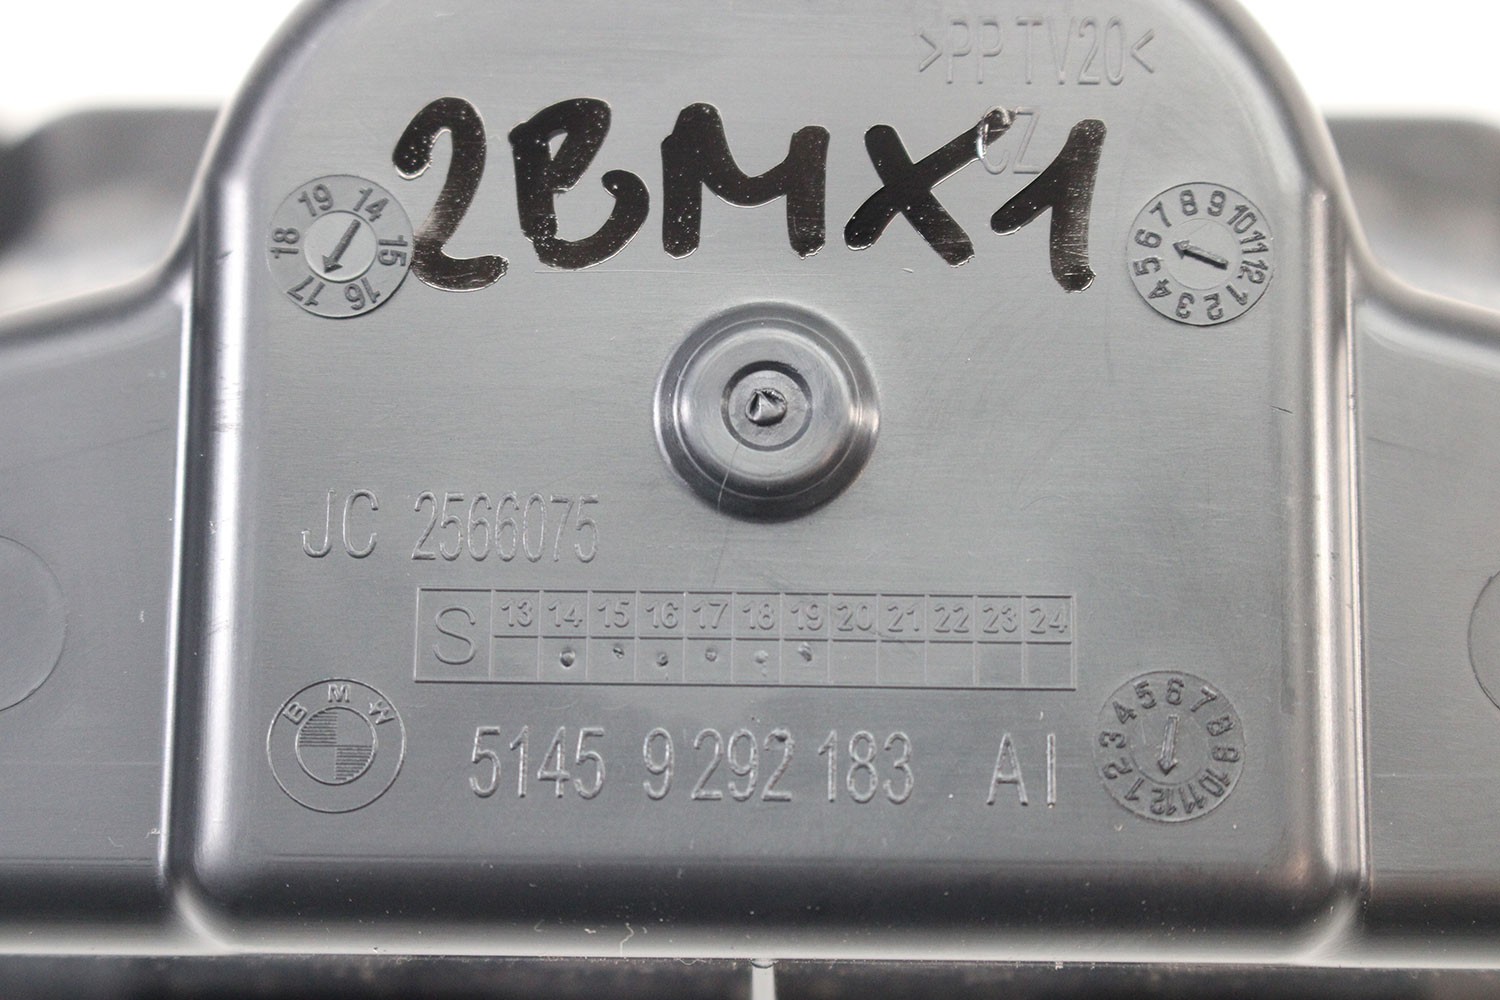 >PP TV20<
CZ
2BMX1
14 15 16 17 18 19
1 2 3 4 5 6 7 8 9 10 11 12
JC 2566075
S 13 14 15 16 17 18 19 20 21 22 23 24
BMW
5145 9 292 183 AI
1 2 3 4 5 6 7 8 9 10 11 12